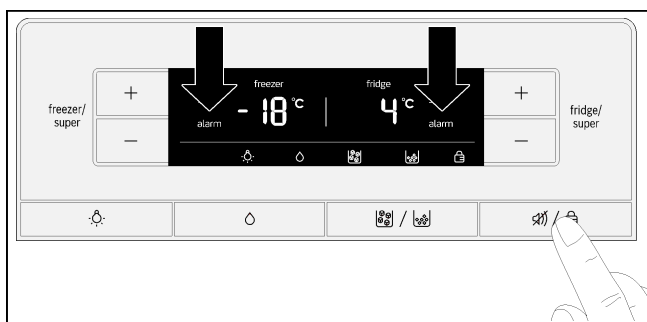 freezer/
super
+
−
freezer
- 18 °C
alarm
fridge
4 °C
alarm
+
−
fridge/
super
/
/